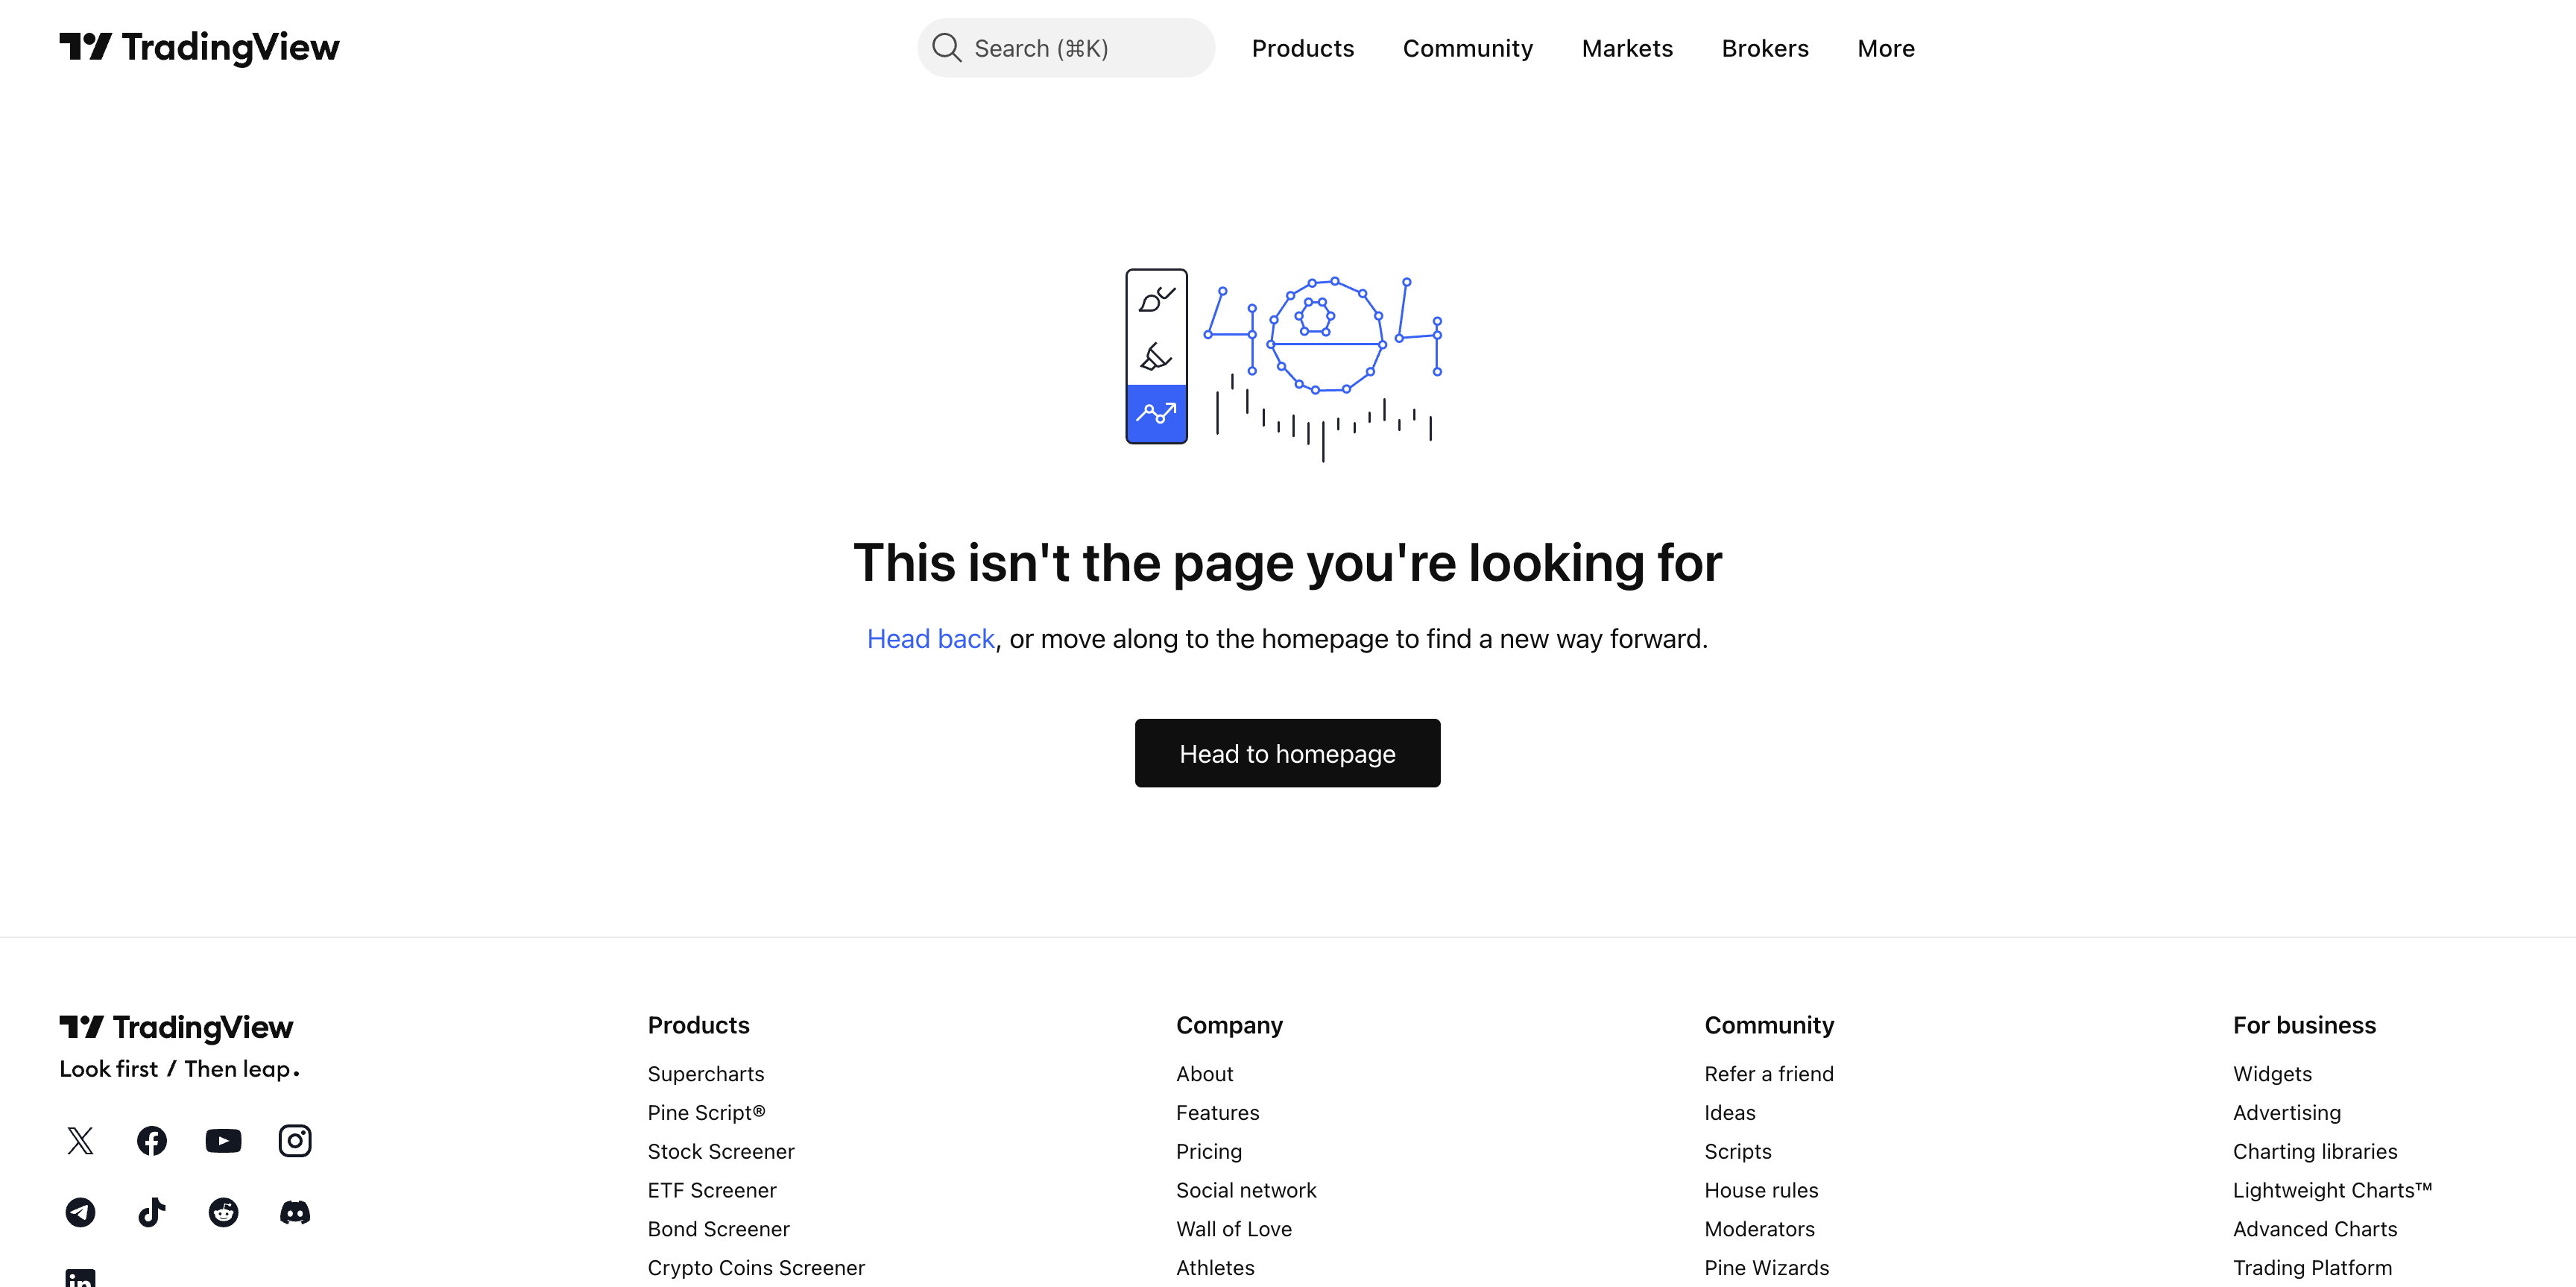 TradingView
Search (⌘K)
Products
Community
Markets
Brokers
More
404
This isn't the page you're looking for
Head back, or move along to the homepage to find a new way forward.
Head to homepage
TradingView
Look first / Then leap.
Products
Supercharts
Pine Script®
Stock Screener
ETF Screener
Bond Screener
Crypto Coins Screener
Company
About
Features
Pricing
Social network
Wall of Love
Athletes
Community
Refer a friend
Ideas
Scripts
House rules
Moderators
Pine Wizards
For business
Widgets
Advertising
Charting libraries
Lightweight Charts™
Advanced Charts
Trading Platform